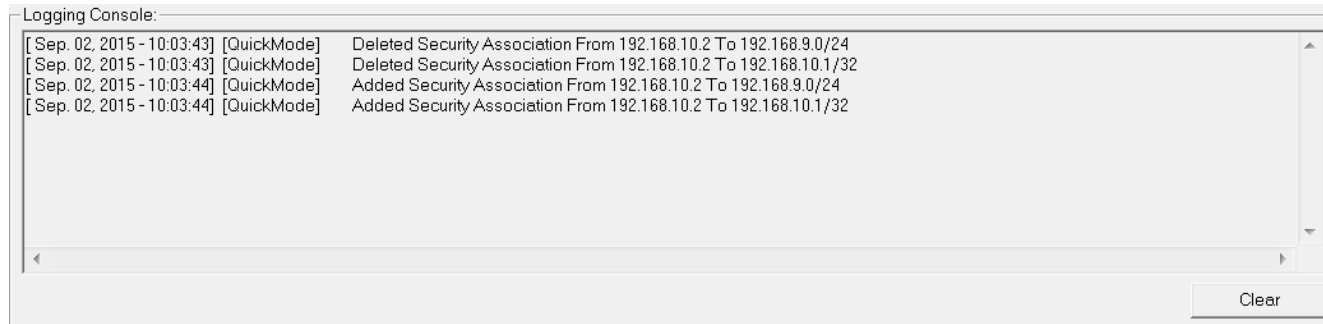 Logging Console:
[ Sep. 02, 2015 - 10:03:43] [QuickMode] Deleted Security Association From 192.168.10.2 To 192.168.9.0/24
[ Sep. 02, 2015 - 10:03:43] [QuickMode] Deleted Security Association From 192.168.10.2 To 192.168.10.1/32
[ Sep. 02, 2015 - 10:03:44] [QuickMode] Added Security Association From 192.168.10.2 To 192.168.9.0/24
[ Sep. 02, 2015 - 10:03:44] [QuickMode] Added Security Association From 192.168.10.2 To 192.168.10.1/32
Clear